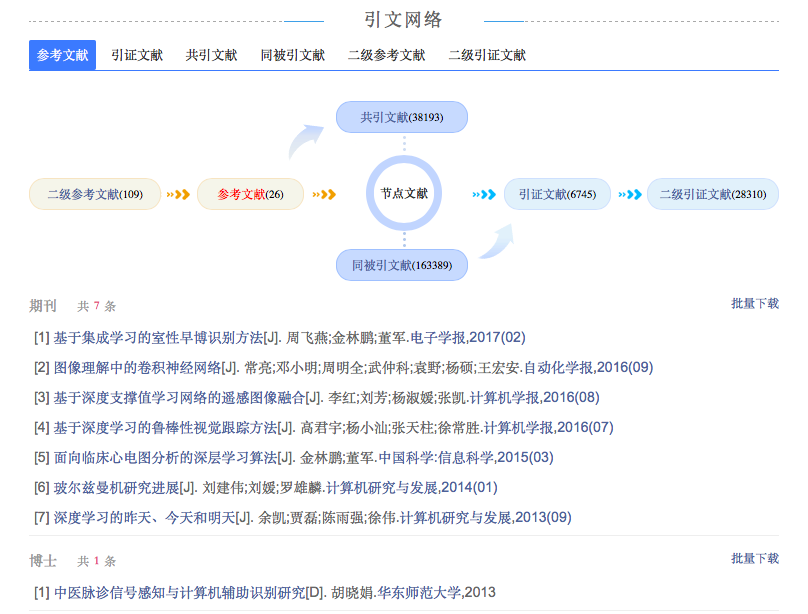 引文网络
参考文献 引证文献 共引文献 同被引文献 二级参考文献 二级引证文献
共引文献(38193)
二级参考文献(109) 参考文献(26) 节点文献 引证文献(6745) 二级引证文献(28310)
同被引文献(163389)
期刊 共 7 条 批量下载
[1] 基于集成学习的室性早博识别方法[J]. 周飞燕;金林鹏;董军.电子学报,2017(02)
[2] 图像理解中的卷积神经网络[J]. 常亮;邓小明;周明全;武仲科;袁野;杨硕;王宏安.自动化学报,2016(09)
[3] 基于深度支撑值学习网络的遥感图像融合[J]. 李红;刘芳;杨淑媛;张凯.计算机学报,2016(08)
[4] 基于深度学习的鲁棒性视觉跟踪方法[J]. 高君宇;杨小汕;张天柱;徐常胜.计算机学报,2016(07)
[5] 面向临床心电图分析的深层学习算法[J]. 金林鹏;董军.中国科学:信息科学,2015(03)
[6] 玻尔兹曼机研究进展[J]. 刘建伟;刘媛;罗雄麟.计算机研究与发展,2014(01)
[7] 深度学习的昨天、今天和明天[J]. 余凯;贾磊;陈雨强;徐伟.计算机研究与发展,2013(09)
博士 共 1 条 批量下载
[1] 中医脉诊信号感知与计算机辅助识别研究[D]. 胡晓娟.华东师范大学,2013